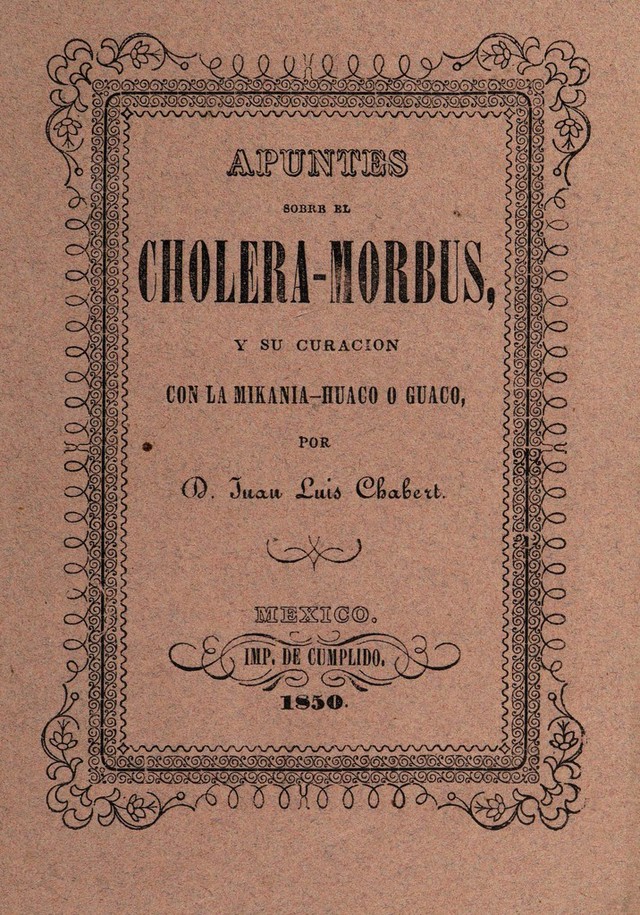 APUNTES
SOBRE EL
CHOLERA-MORBUS,
Y SU CURACION
CON LA MIKANIA-HUACO O GUACO,
POR
D. Juan Luis Chabert.
MEXICO.
IMP. DE CUMPLIDO.
1850.